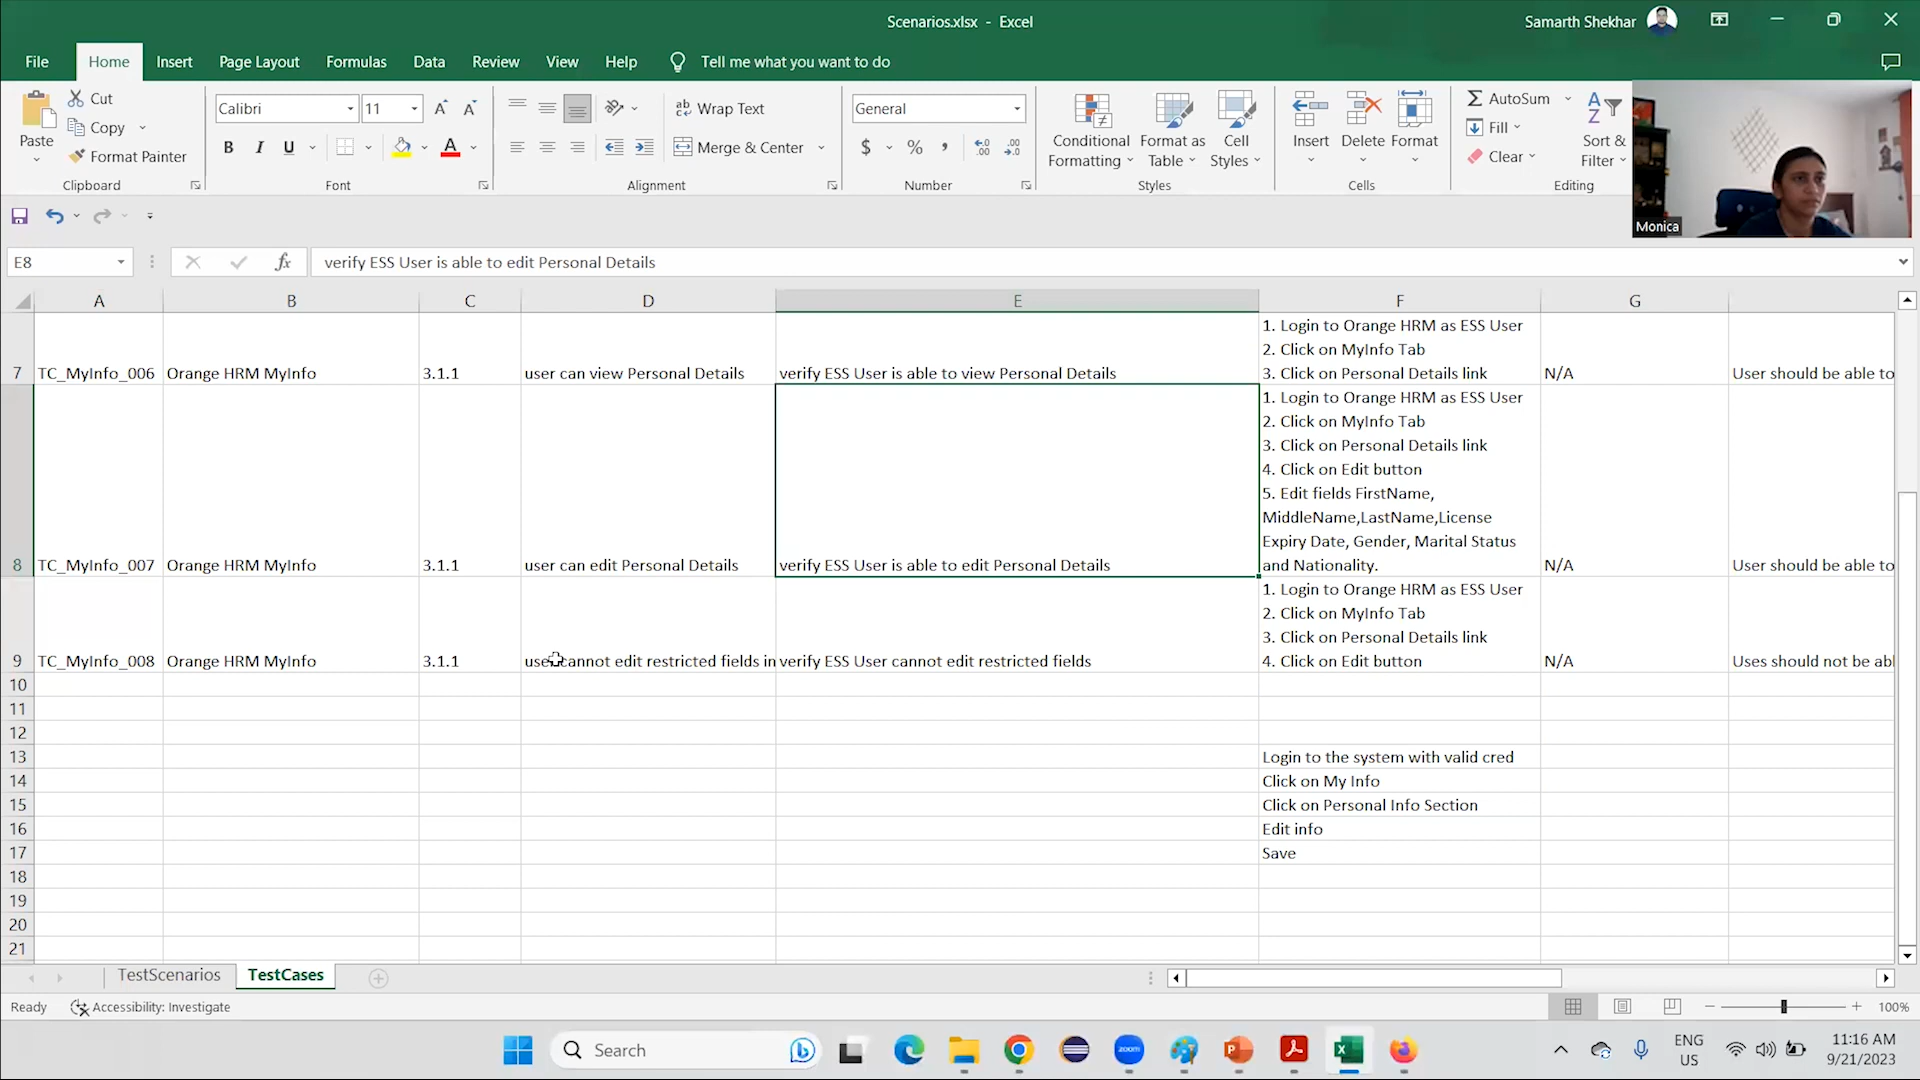 Scenarios.xlsx - Excel
Samarth Shekhar
File Home Insert Page Layout Formulas Data Review View Help Tell me what you want to do
Paste
Cut
Copy
Format Painter
Clipboard
Calibri 11
B I U
Font
Wrap Text
Merge & Center
Alignment
General
$ % ,
Number
Conditional Formatting
Format as Table
Cell Styles
Styles
Insert Delete Format
Cells
AutoSum
Fill
Clear
Sort & Filter
Editing
Monica
E8 fx verify ESS User is able to edit Personal Details
A B C D E F G
1. Login to Orange HRM as ESS User
2. Click on MyInfo Tab
7 TC_MyInfo_006 Orange HRM MyInfo 3.1.1 user can view Personal Details verify ESS User is able to view Personal Details 3. Click on Personal Details link N/A User should be able to
1. Login to Orange HRM as ESS User
2. Click on MyInfo Tab
3. Click on Personal Details link
4. Click on Edit button
5. Edit fields FirstName,
MiddleName,LastName,License
Expiry Date, Gender, Marital Status
8 TC_MyInfo_007 Orange HRM MyInfo 3.1.1 user can edit Personal Details verify ESS User is able to edit Personal Details and Nationality. N/A User should be able to
1. Login to Orange HRM as ESS User
2. Click on MyInfo Tab
3. Click on Personal Details link
9 TC_MyInfo_008 Orange HRM MyInfo 3.1.1 user cannot edit restricted fields in verify ESS User cannot edit restricted fields 4. Click on Edit button N/A Uses should not be abl
10
11
12
13 Login to the system with valid cred
14 Click on My Info
15 Click on Personal Info Section
16 Edit info
17 Save
18
19
20
21
TestScenarios TestCases
Ready Accessibility: Investigate 100%
Search
zoom
ENG
US
11:16 AM
9/21/2023